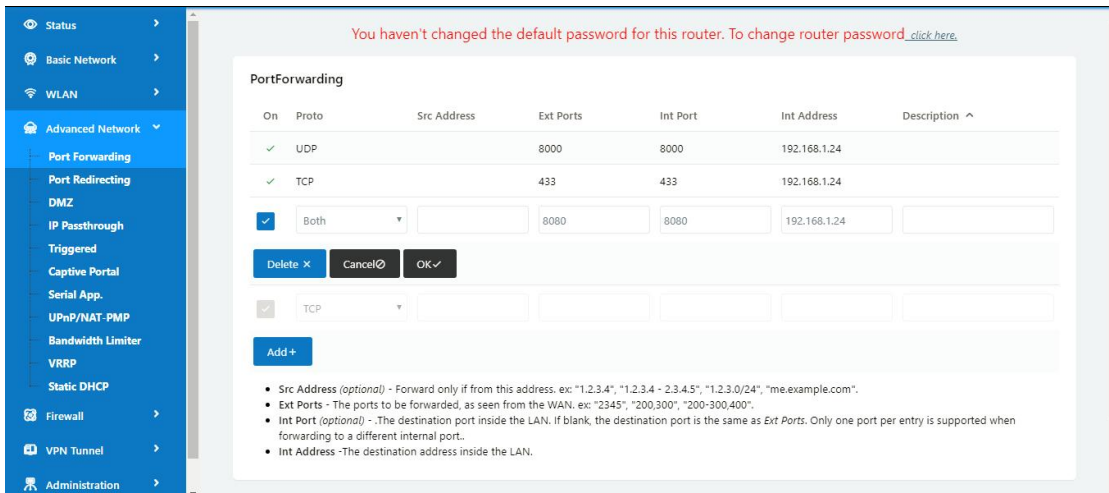 You haven't changed the default password for this router. To change router password click here.
Status
Basic Network
WLAN
Advanced Network
Port Forwarding
Port Redirecting
DMZ
IP Passthrough
Triggered
Captive Portal
Serial App.
UPnP/NAT-PMP
Bandwidth Limiter
VRRP
Static DHCP
Firewall
VPN Tunnel
Administration
PortForwarding
On Proto Src Address Ext Ports Int Port Int Address Description
UDP 8000 8000 192.168.1.24
TCP 433 433 192.168.1.24
Both 8080 8080 192.168.1.24
Delete Cancel OK
TCP
Add+
• Src Address (optional) - Forward only if from this address. ex: "1.2.3.4", "1.2.3.4 - 2.3.4.5", "1.2.3.0/24", "me.example.com".
• Ext Ports - The ports to be forwarded, as seen from the WAN. ex: "2345", "200,300", "200-300,400".
• Int Port (optional) - .The destination port inside the LAN. If blank, the destination port is the same as Ext Ports. Only one port per entry is supported when
forwarding to a different internal port..
• Int Address -The destination address inside the LAN.